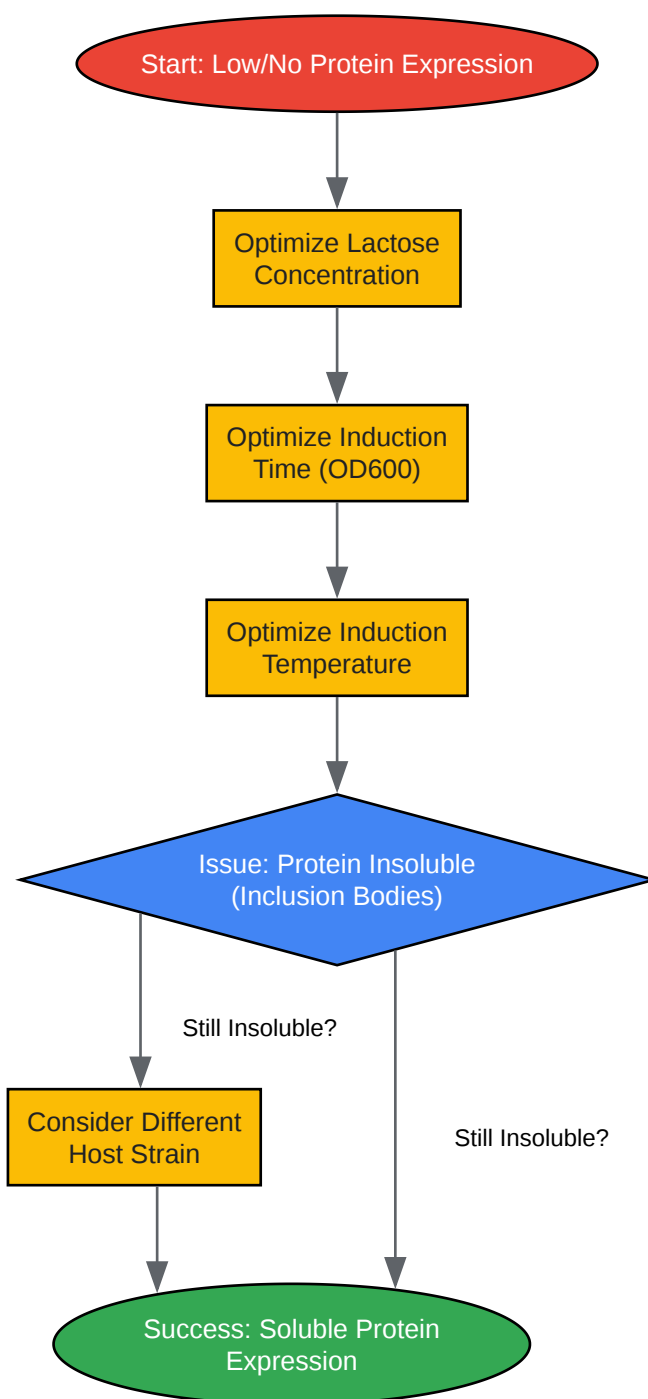 Start: Low/No Protein Expression
Optimize Lactose
Concentration
Optimize Induction
Time (OD600)
Optimize Induction
Temperature
Issue: Protein Insoluble
(Inclusion Bodies)
Still Insoluble?
Consider Different
Host Strain
Still Insoluble?
Success: Soluble Protein
Expression